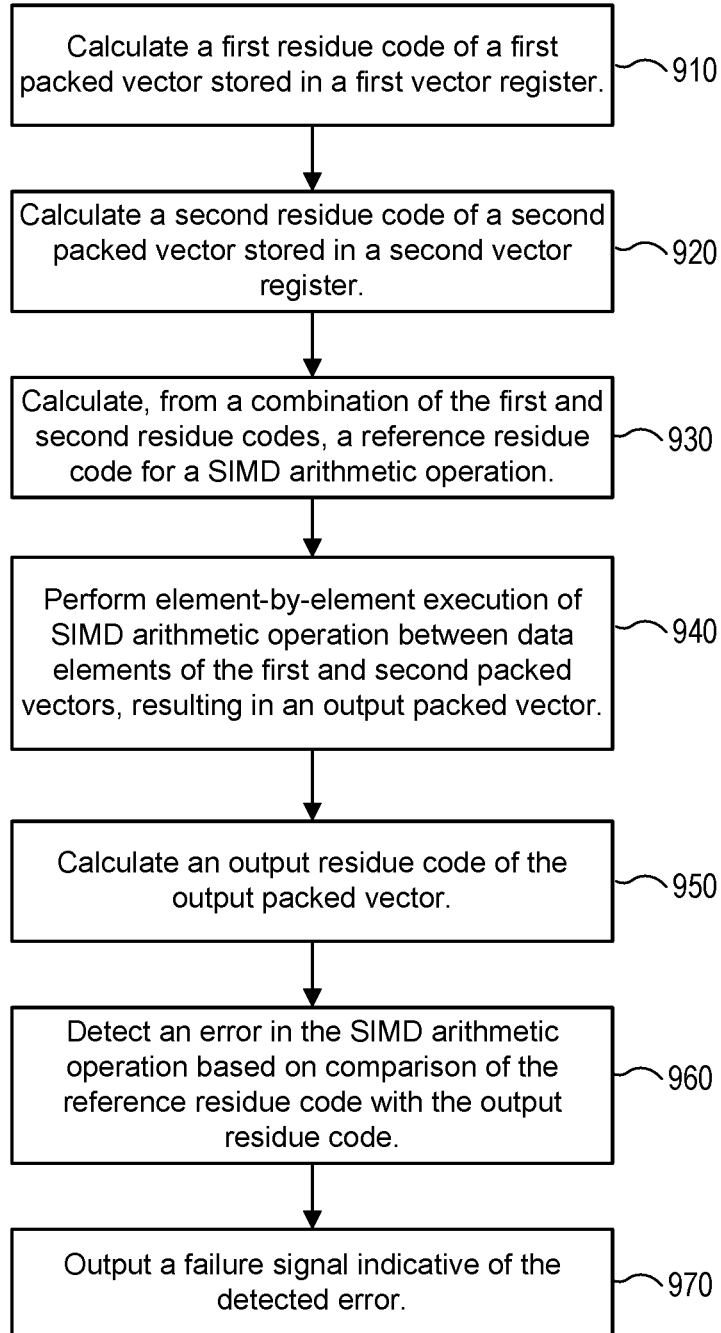 Calculate a first residue code of a first
packed vector stored in a first vector register.
910
Calculate a second residue code of a second
packed vector stored in a second vector
register.
920
Calculate, from a combination of the first and
second residue codes, a reference residue
code for a SIMD arithmetic operation.
930
Perform element-by-element execution of
SIMD arithmetic operation between data
elements of the first and second packed
vectors, resulting in an output packed vector.
940
Calculate an output residue code of the
output packed vector.
950
Detect an error in the SIMD arithmetic
operation based on comparison of the
reference residue code with the output
residue code.
960
Output a failure signal indicative of the
detected error.
970